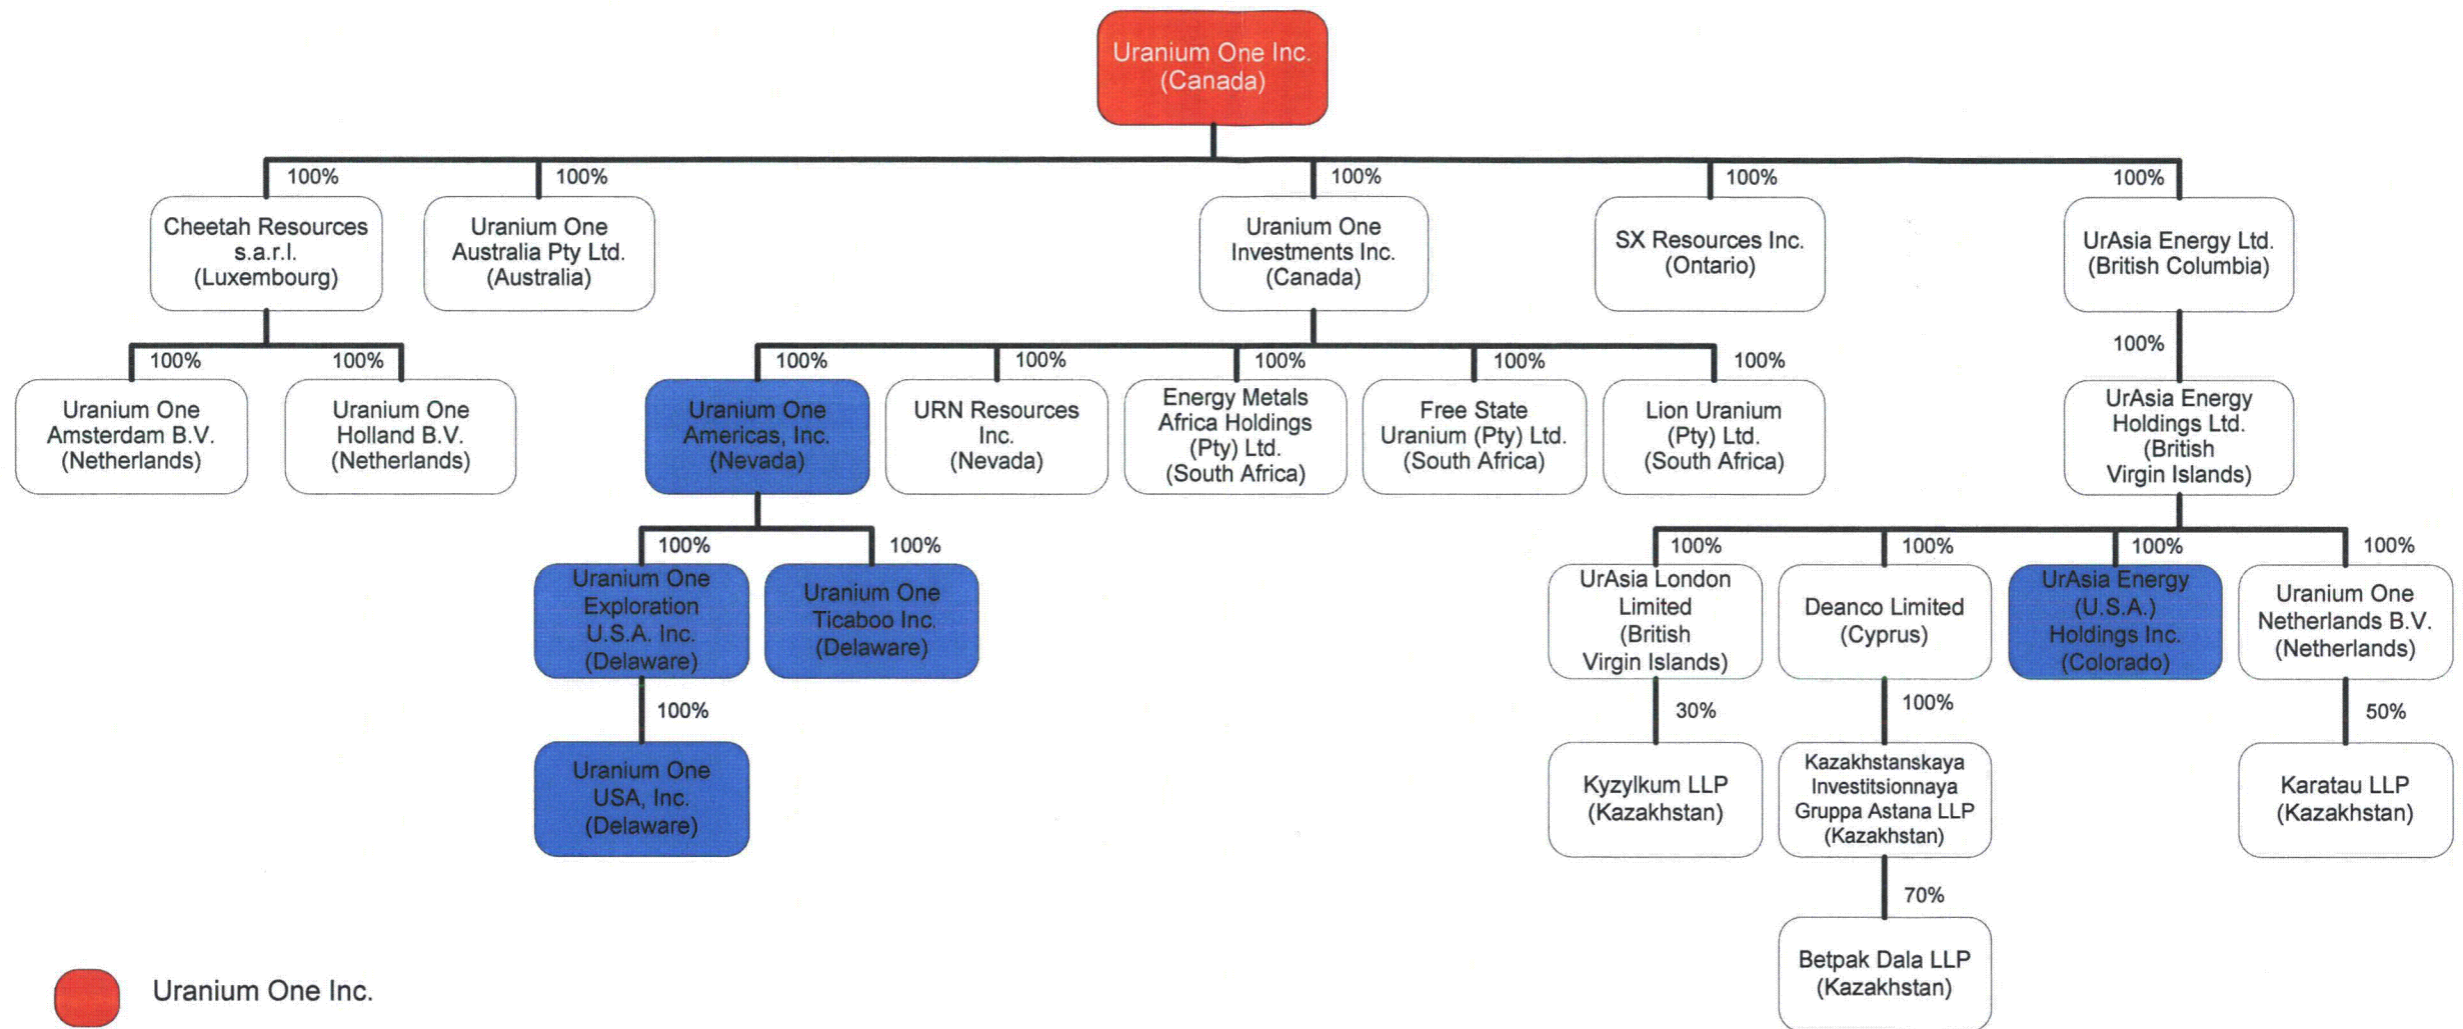 Uranium One Inc.
(Canada)
100%
100%
100%
100%
100%
Cheetah Resources
s.a.r.l.
(Luxembourg)
Uranium One
Australia Pty Ltd.
(Australia)
Uranium One
Investments Inc.
(Canada)
SX Resources Inc.
(Ontario)
UrAsia Energy Ltd.
(British Columbia)
100%
100%
100%
100%
100%
100%
100%
100%
Uranium One
Amsterdam B.V.
(Netherlands)
Uranium One
Holland B.V.
(Netherlands)
Uranium One
Americas, Inc.
(Nevada)
URN Resources
Inc.
(Nevada)
Energy Metals
Africa Holdings
(Pty) Ltd.
(South Africa)
Free State
Uranium (Pty) Ltd.
(South Africa)
Lion Uranium
(Pty) Ltd.
(South Africa)
UrAsia Energy
Holdings Ltd.
(British
Virgin Islands)
100%
100%
100%
100%
100%
100%
Uranium One
Exploration
U.S.A. Inc.
(Delaware)
Uranium One
Ticaboo Inc.
(Delaware)
UrAsia London
Limited
(British
Virgin Islands)
Deanco Limited
(Cyprus)
UrAsia Energy
(U.S.A.)
Holdings Inc.
(Colorado)
Uranium One
Netherlands B.V.
(Netherlands)
100%
30%
100%
50%
Uranium One
USA, Inc.
(Delaware)
Kyzylkum LLP
(Kazakhstan)
Kazakhstanskaya
Investitsionnaya
Gruppa Astana LLP
(Kazakhstan)
Karatau LLP
(Kazakhstan)
70%
Betpak Dala LLP
(Kazakhstan)
Uranium One Inc.